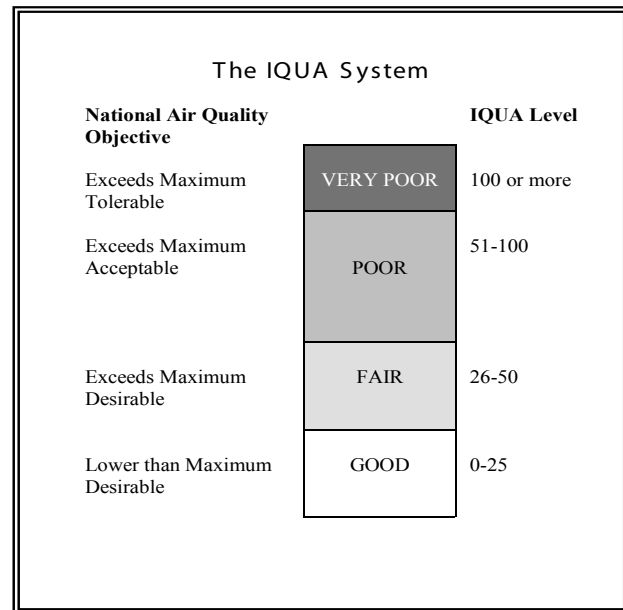 The IQUA System
National Air Quality
Objective
IQUA Level
Exceeds Maximum
Tolerable
VERY POOR
100 or more
Exceeds Maximum
Acceptable
POOR
51-100
Exceeds Maximum
Desirable
FAIR
26-50
Lower than Maximum
Desirable
GOOD
0-25